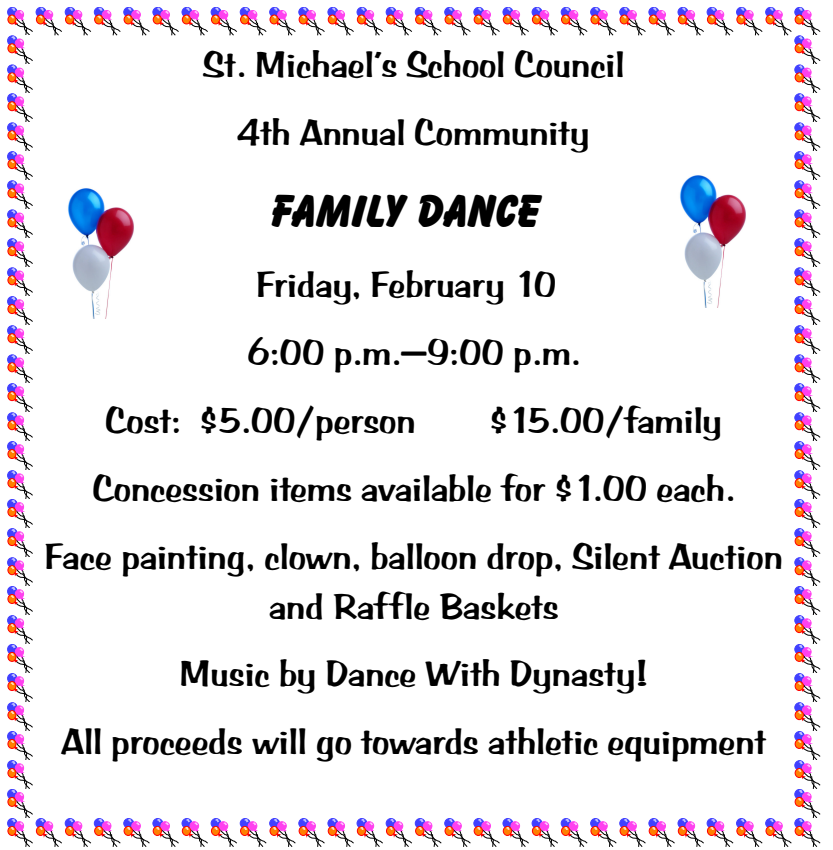 St. Michael's School Council
4th Annual Community
FAMILY DANCE
Friday, February 10
6:00 p.m.—9:00 p.m.
Cost:  $5.00/person        $15.00/family
Concession items available for $1.00 each.
Face painting, clown, balloon drop, Silent Auction
and Raffle Baskets
Music by Dance With Dynasty!
All proceeds will go towards athletic equipment